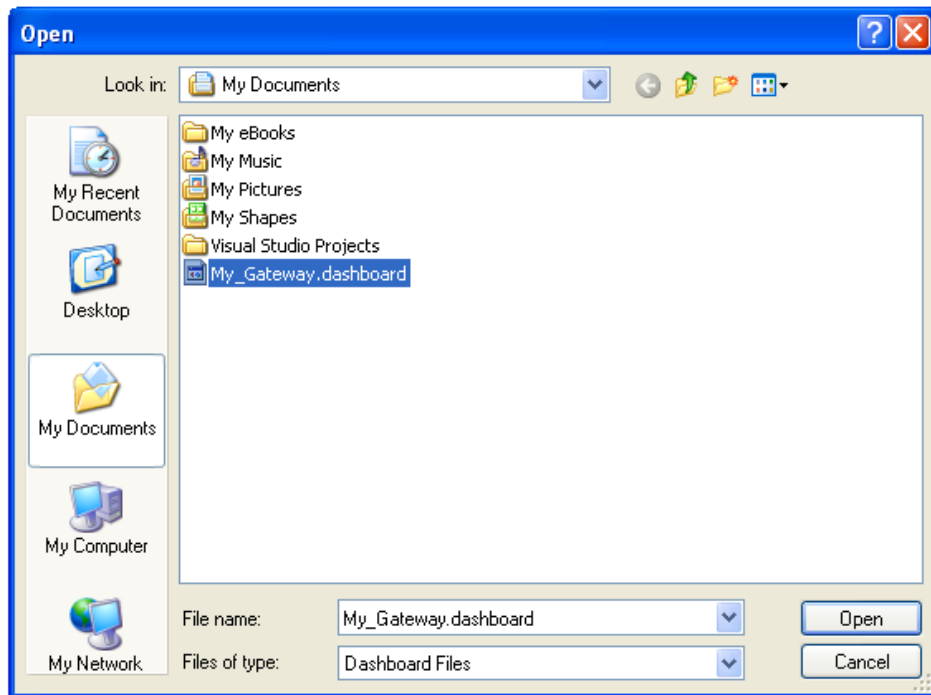 Open
Look in:
My Documents
My Recent
Documents
Desktop
My Documents
My Computer
My Network
My eBooks
My Music
My Pictures
My Shapes
Visual Studio Projects
My_Gateway.dashboard
File name:
My_Gateway.dashboard
Open
Files of type:
Dashboard Files
Cancel